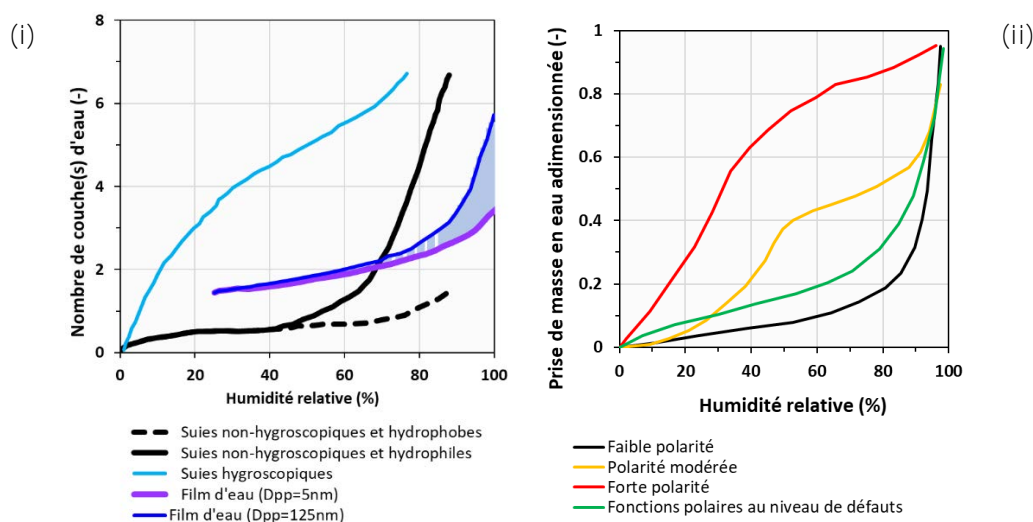 (i)
Nombre de couche(s) d'eau (-)
8
6
4
2
0
0 20 40 60 80 100
Humidité relative (%)
Suies non-hygroscopiques et hydrophobes
Suies non-hygroscopiques et hydrophiles
Suies hygroscopiques
Film d'eau (Dpp=5nm)
Film d'eau (Dpp=125nm)
(ii)
Prise de masse en eau adimensionnée (-)
1
0.8
0.6
0.4
0.2
0
0 20 40 60 80 100
Humidité relative (%)
Faible polarité
Polarité modérée
Forte polarité
Fonctions polaires au niveau de défauts